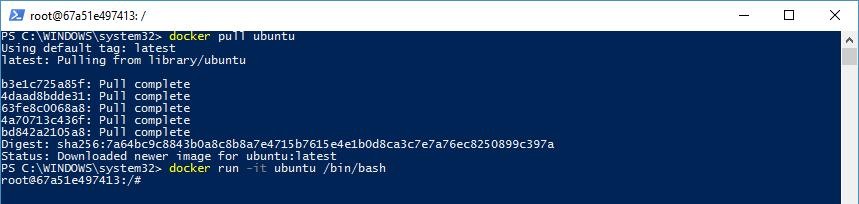 root@67a51e497413: /
PS C:\WINDOWS\system32> docker pull ubuntu
Using default tag: latest
latest: Pulling from library/ubuntu
b3e1c725a85f: Pull complete
4daad8bdde31: Pull complete
63fe8c0068a8: Pull complete
4a70713c436f: Pull complete
bd842a2105a8: Pull complete
Digest: sha256:7a64bc9c8843b0a8c8b8a7e4715b7615e4e1b0d8ca3c7e7a76ec8250899c397a
Status: Downloaded newer image for ubuntu:latest
PS C:\WINDOWS\system32> docker run -it ubuntu /bin/bash
root@67a51e497413:/#